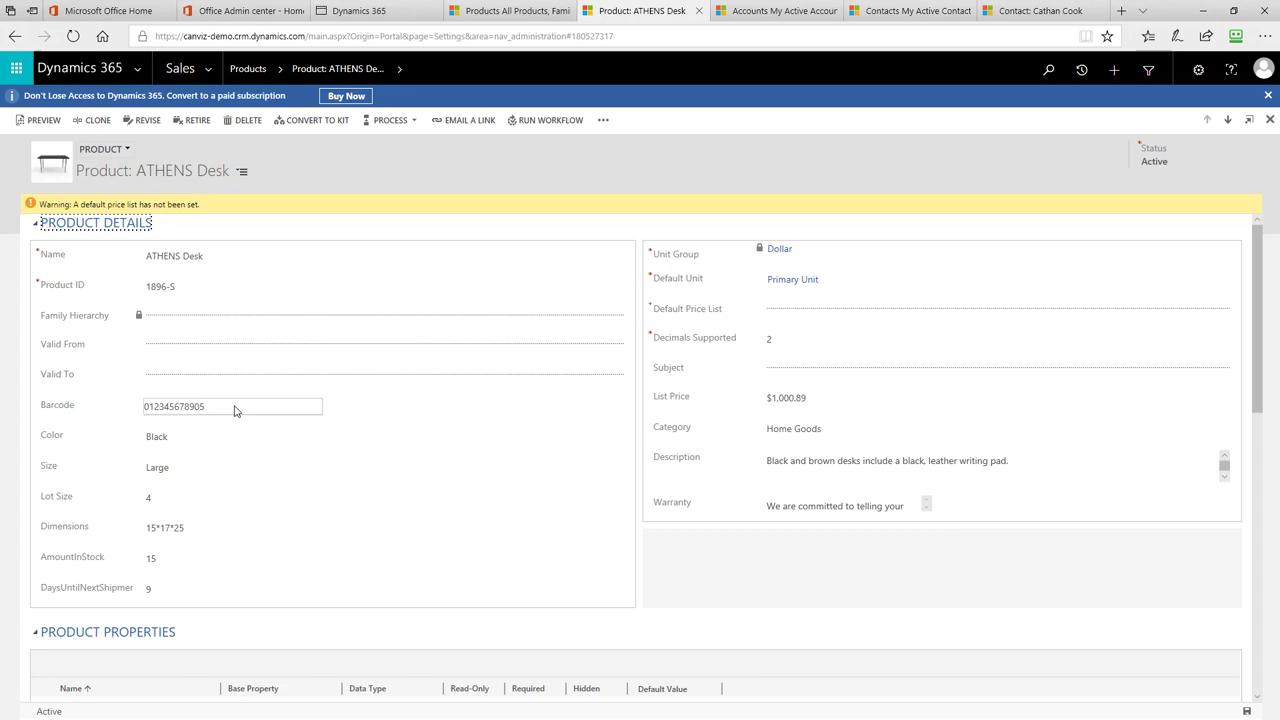 Microsoft Office Home
Office Admin center - Home
Dynamics 365
Products All Products, Famil
Product: ATHENS Desk
Accounts My Active Account
Contacts My Active Contact
Contact: Cathan Cook
https://canviz-demo.crm.dynamics.com/main.aspx?Origin=Portal&page=Settings&area=nav_administration#180527317
Dynamics 365
Sales
Products
Product: ATHENS De...
Don't Lose Access to Dynamics 365. Convert to a paid subscription
Buy Now
PREVIEW
CLONE
REVISE
RETIRE
DELETE
CONVERT TO KIT
PROCESS
EMAIL A LINK
RUN WORKFLOW
PRODUCT
Product: ATHENS Desk
*Status
Active
Warning: A default price list has not been set.
PRODUCT DETAILS
*Name ATHENS Desk
*Product ID 1896-S
Family Hierarchy
Valid From
Valid To
Barcode 012345678905
Color Black
Size Large
Lot Size 4
Dimensions 15*17*25
AmountInStock 15
DaysUntilNextShipmer 9
*Unit Group Dollar
*Default Unit Primary Unit
+Default Price List
*Decimals Supported 2
Subject
List Price $1,000.89
Category Home Goods
Description Black and brown desks include a black, leather writing pad.
Warranty We are committed to telling your
PRODUCT PROPERTIES
Name
Base Property
Data Type
Read-Only
Required
Hidden
Default Value
Active